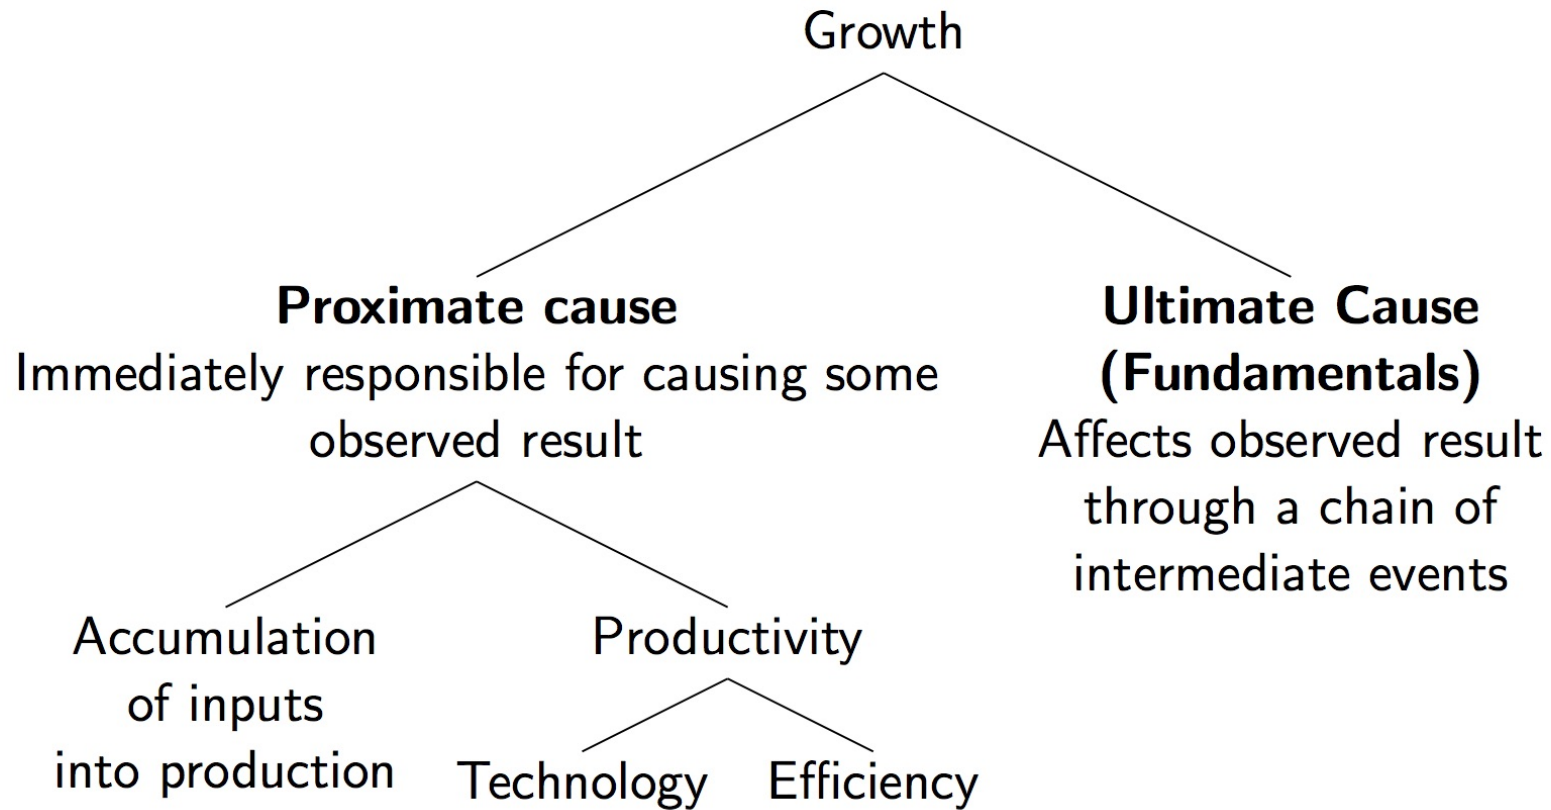 Growth
Proximate cause
Immediately responsible for causing some
observed result
Ultimate Cause
(Fundamentals)
Affects observed result
through a chain of
intermediate events
Accumulation
of inputs
into production
Productivity
Technology
Efficiency